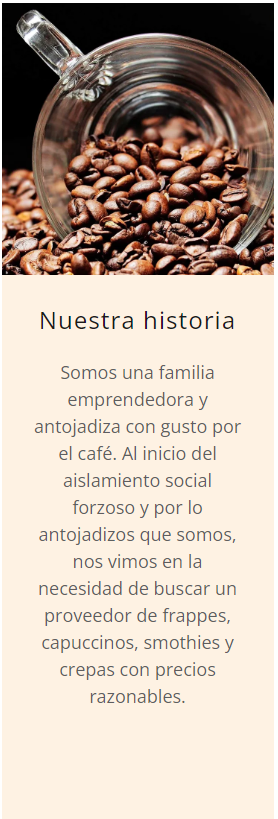 Nuestra historia
Somos una familia
emprendedora y
antojadiza con gusto por
el café. Al inicio del
aislamiento social
forzoso y por lo
antojadizos que somos,
nos vimos en la
necesidad de buscar un
proveedor de frappes,
capuccinos, smothies y
crepas con precios
razonables.